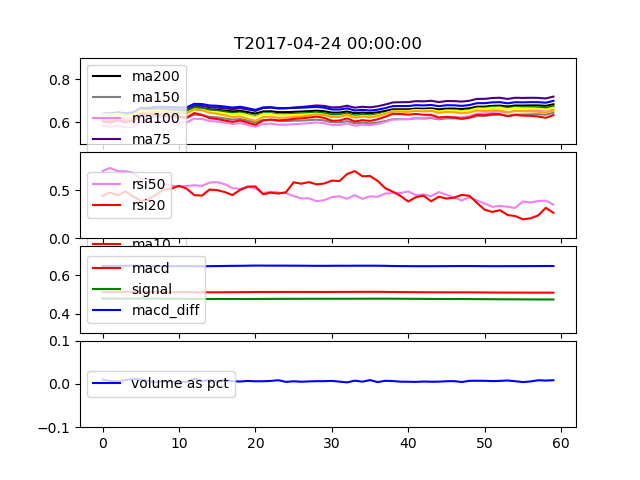 T2017-04-24 00:00:00
0.8
0.6
ma200
ma150
ma100
ma75
0.5
0.0
rsi50
rsi20
ma10
0.6
0.4
macd
signal
macd_diff
0.1
0.0
−0.1
volume as pct
0 10 20 30 40 50 60